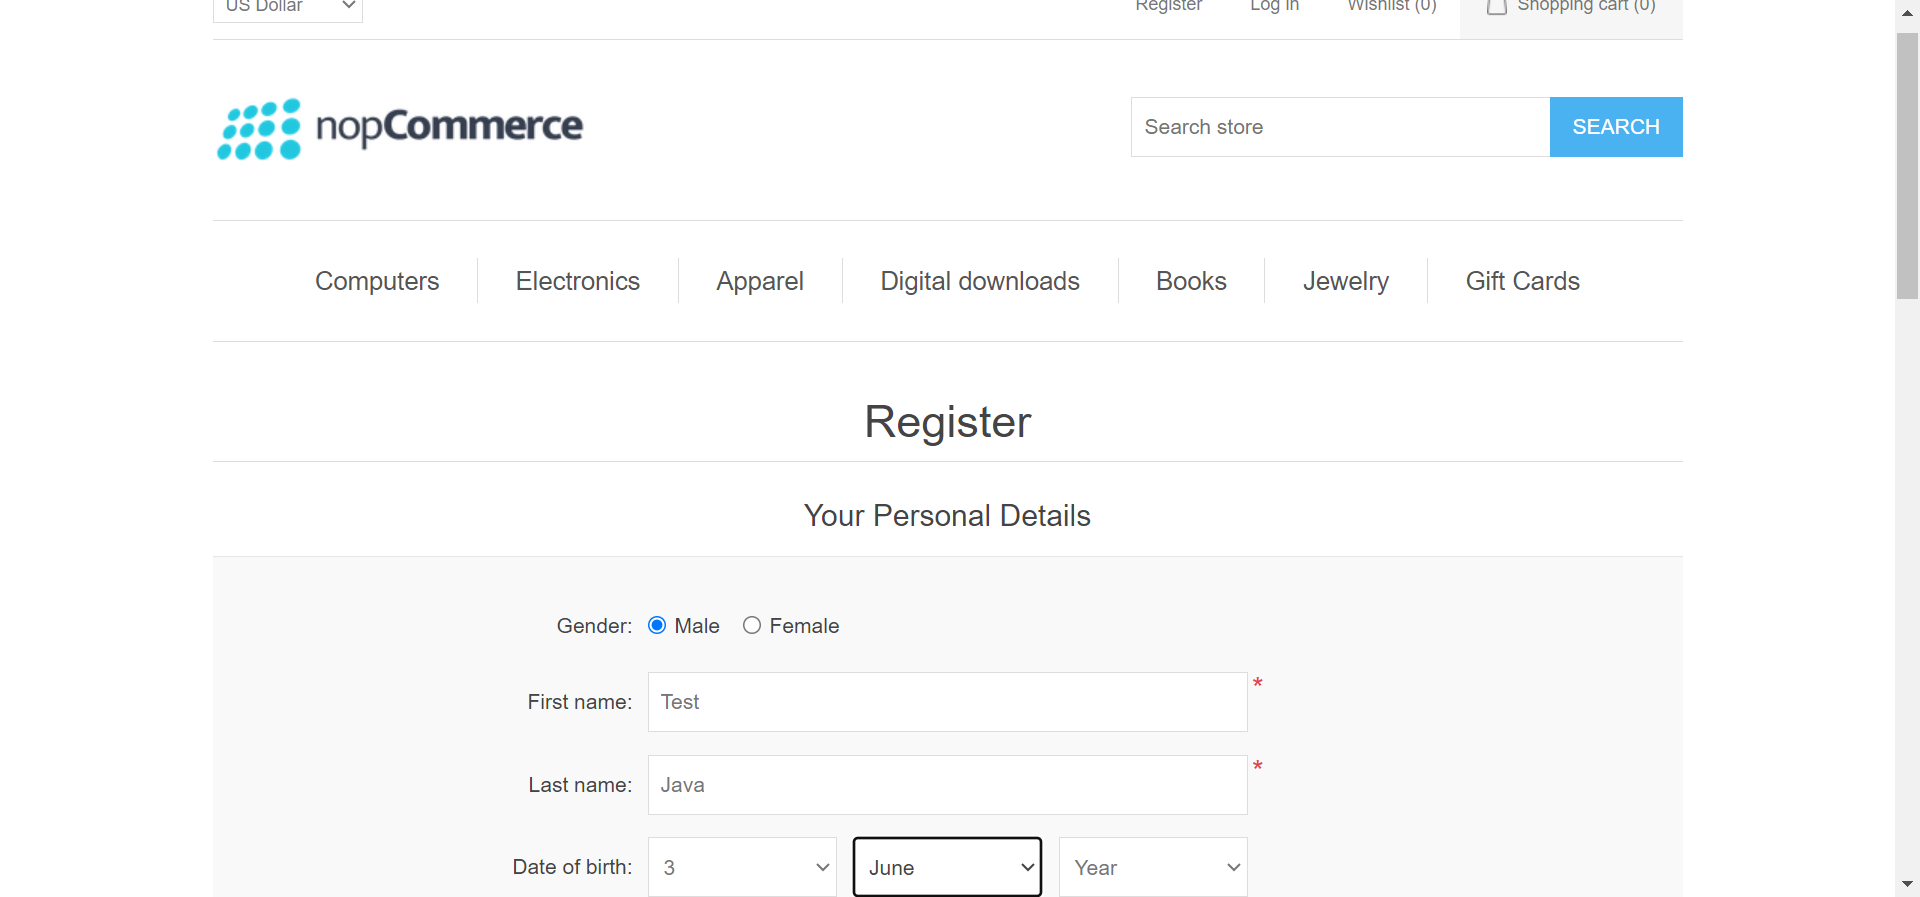 US Dollar Register Log in Wishlist (0) Shopping cart (0)
nopCommerce Search store SEARCH
Computers Electronics Apparel Digital downloads Books Jewelry Gift Cards
Register
Your Personal Details
Gender: Male Female
First name: Test *
Last name: Java *
Date of birth: 3 June Year